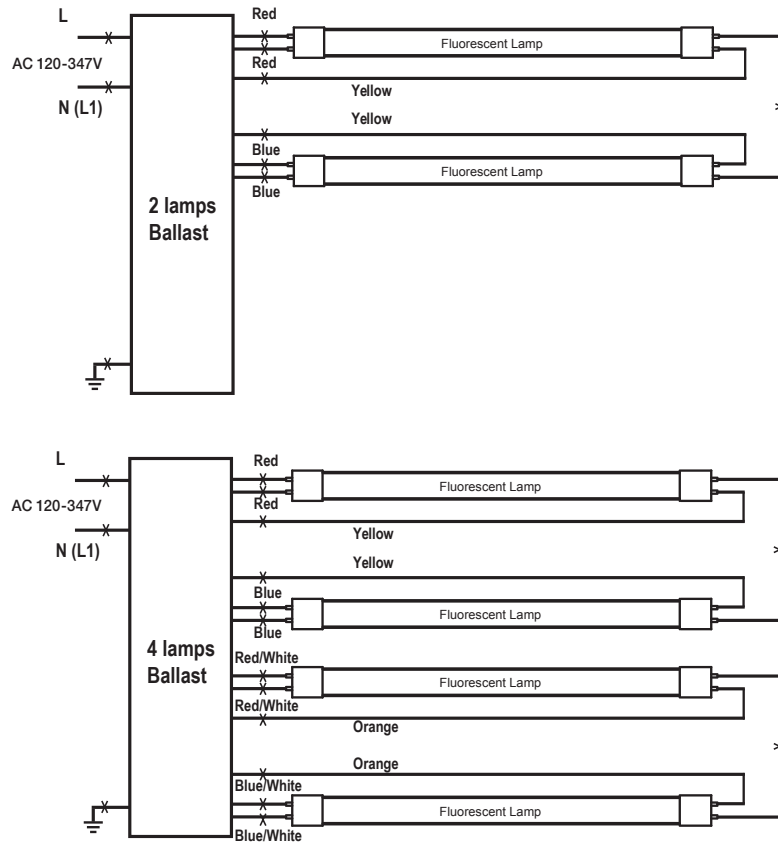 L
Red
Fluorescent Lamp
AC 120-347V
Red
Yellow
N (L1)
Yellow
Blue
Fluorescent Lamp
Blue
2 lamps
Ballast
L
Red
Fluorescent Lamp
AC 120-347V
Red
Yellow
N (L1)
Yellow
Blue
Fluorescent Lamp
Blue
4 lamps
Ballast
Red/White
Fluorescent Lamp
Red/White
Orange
Orange
Blue/White
Fluorescent Lamp
Blue/White